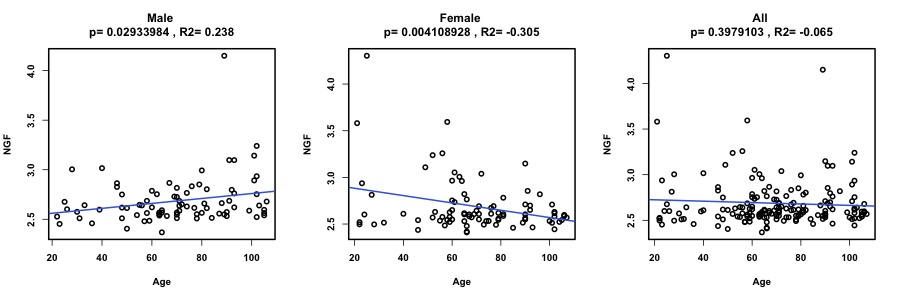 Male
p= 0.02933984 , R2= 0.238
NGF
4.0
3.5
3.0
2.5
20 40 60 80 100
Age
Female
p= 0.004108928 , R2= -0.305
NGF
4.0
3.5
3.0
2.5
20 40 60 80 100
Age
All
p= 0.3979103 , R2= -0.065
NGF
4.0
3.5
3.0
2.5
20 40 60 80 100
Age